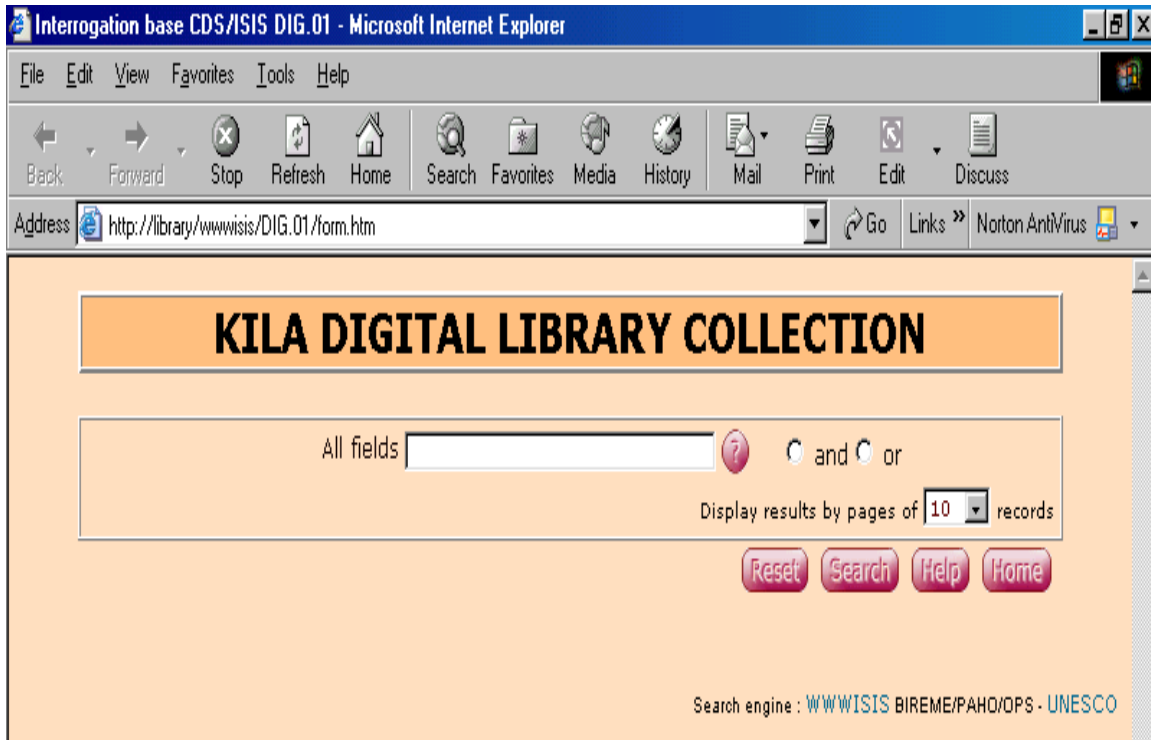 Interrogation base CDS/ISIS DIG.01 - Microsoft Internet Explorer
File Edit View Favorites Tools Help
Back Forward Stop Refresh Home Search Favorites Media History Mail Print Edit Discuss
Address http://library/wwwisis/DIG.01/form.htm Go Links » Norton AntiVirus
KILA DIGITAL LIBRARY COLLECTION
All fields ? and or
Display results by pages of 10 records
Reset Search Help Home
Search engine : WWWISIS BIREME/PAHO/OPS - UNESCO